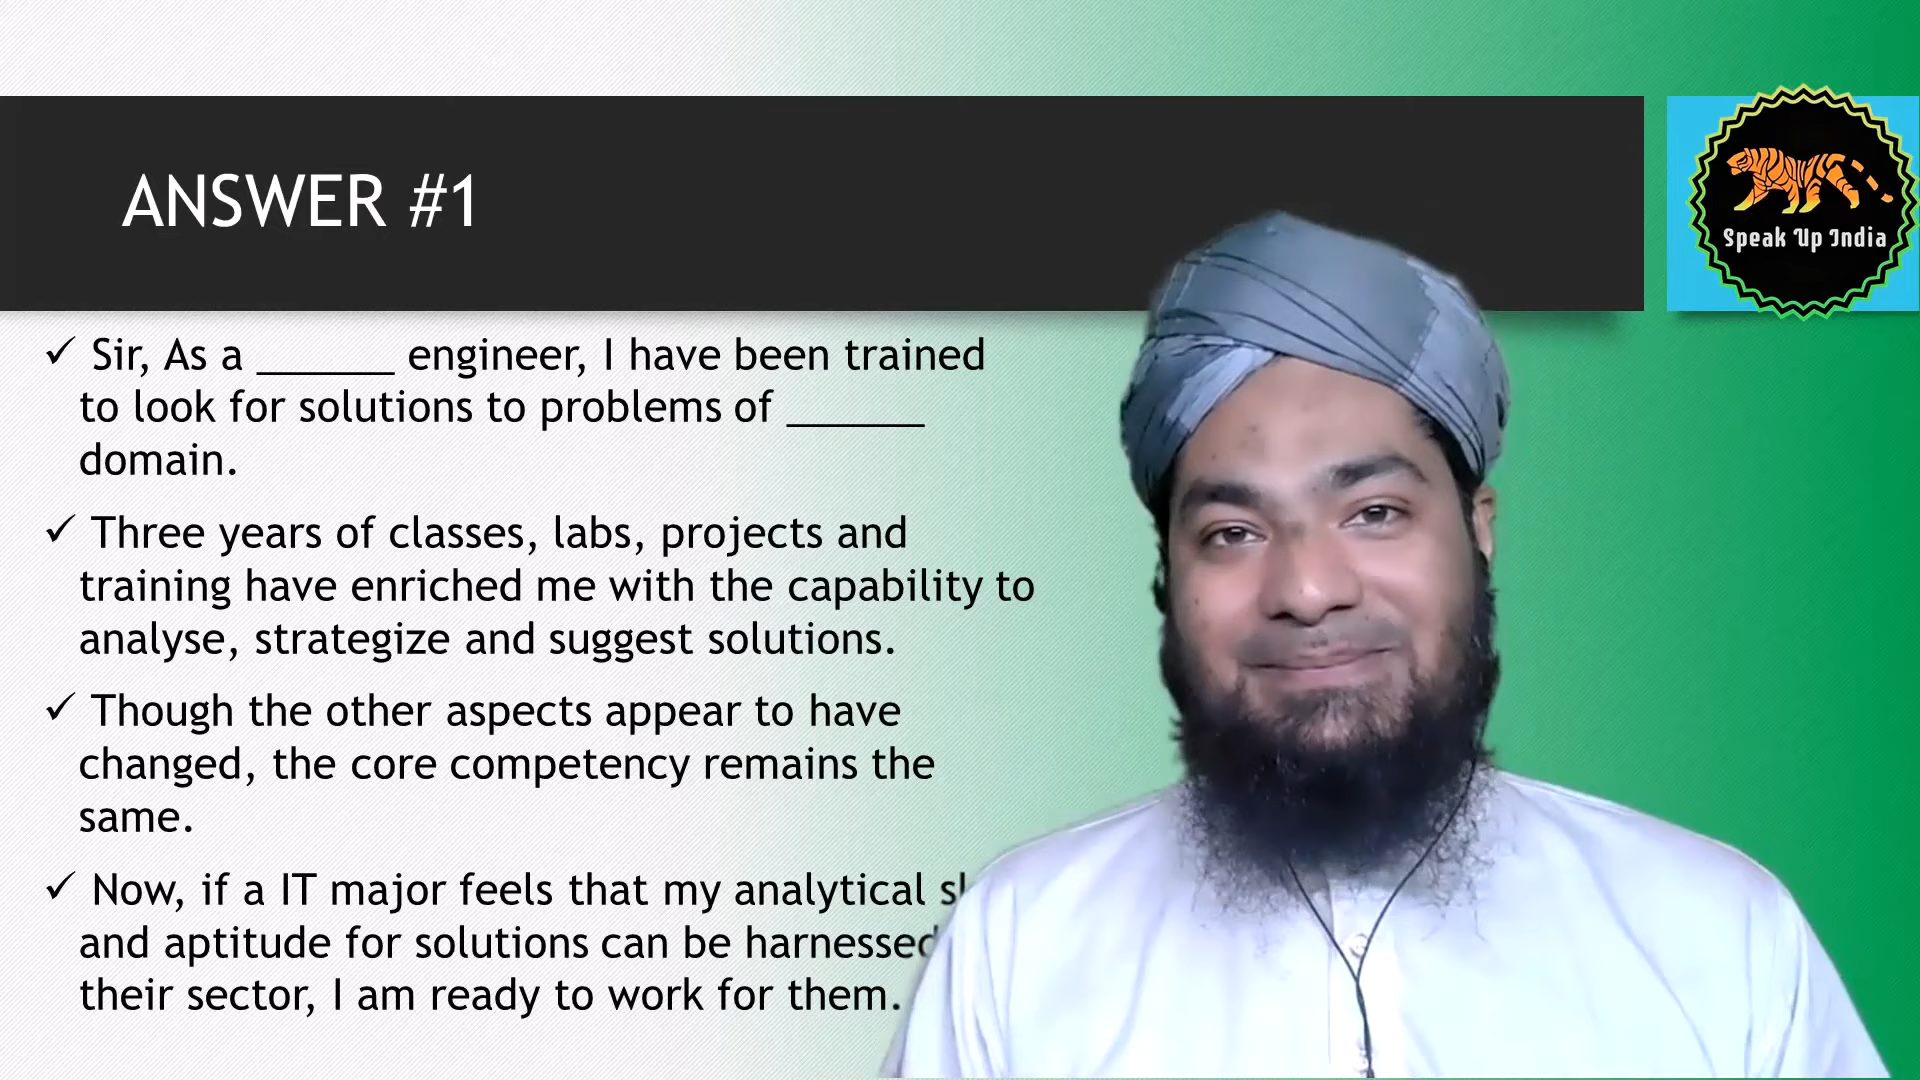 ANSWER #1
Speak Up India
✓ Sir, As a ______ engineer, I have been trained
to look for solutions to problems of ______
domain.
✓ Three years of classes, labs, projects and
training have enriched me with the capability to
analyse, strategize and suggest solutions.
✓ Though the other aspects appear to have
changed, the core competency remains the
same.
✓ Now, if a IT major feels that my analytical
and aptitude for solutions can be harnessed
their sector, I am ready to work for them.